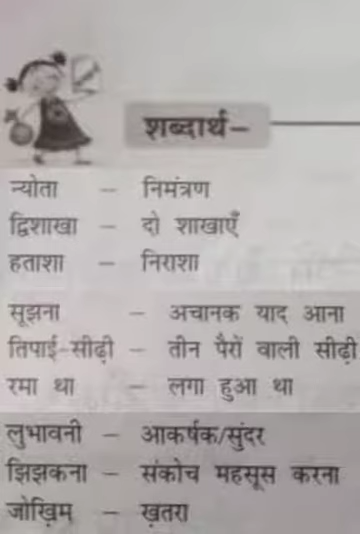 शब्दार्थ–
न्योता – निमंत्रण
द्विशाखा – दो शाखाएँ
हताशा – निराशा
सूझना – अचानक याद आना
तिपाई-सीढ़ी – तीन पैरों वाली सीढ़ी
रमा था – लगा हुआ था
लुभावनी – आकर्षक/सुंदर
झिझकना – संकोच महसूस करना
जोख़िम – ख़तरा